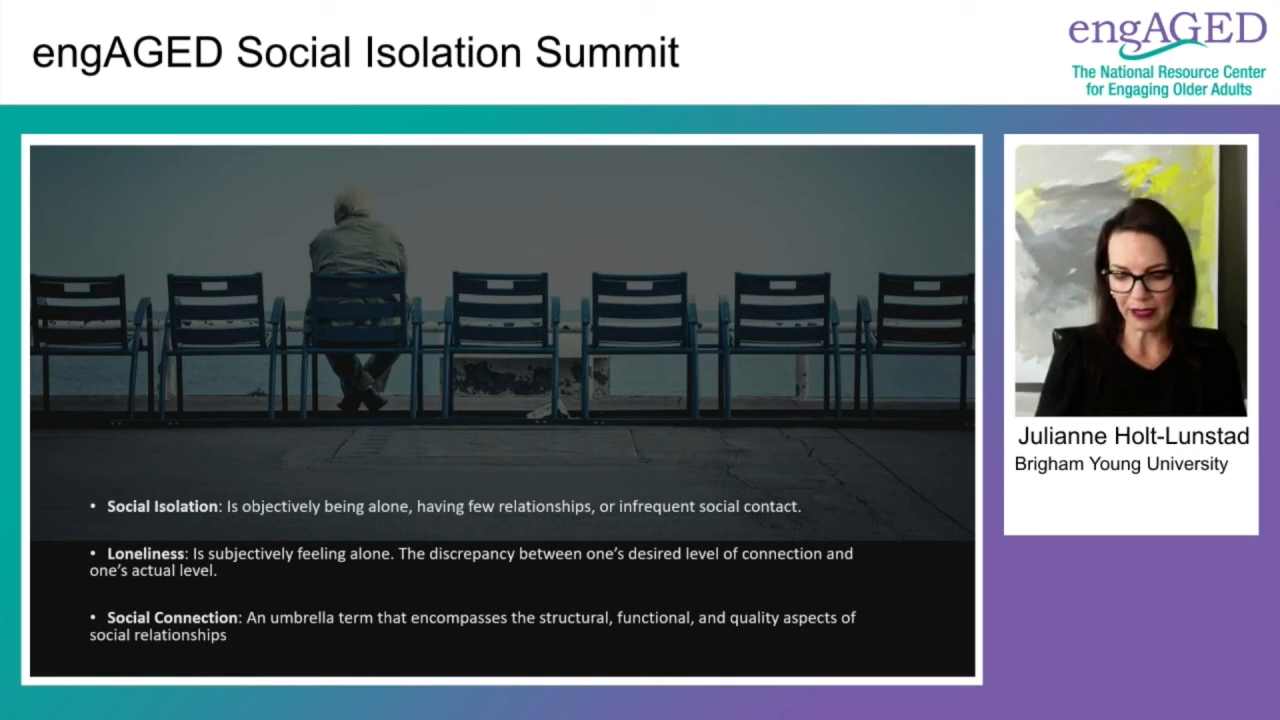 engAGED Social Isolation Summit
engAGED
The National Resource Center
for Engaging Older Adults
• Social Isolation: Is objectively being alone, having few relationships, or infrequent social contact.
• Loneliness: Is subjectively feeling alone. The discrepancy between one’s desired level of connection and
one’s actual level.
• Social Connection: An umbrella term that encompasses the structural, functional, and quality aspects of
social relationships
Julianne Holt-Lunstad
Brigham Young University